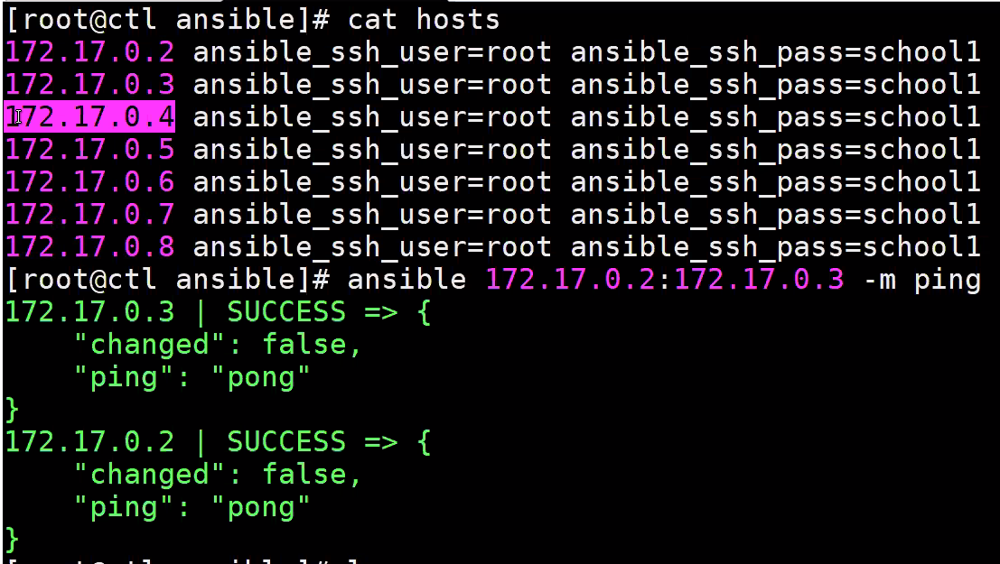 [root@ctl ansible]# cat hosts
172.17.0.2 ansible_ssh_user=root ansible_ssh_pass=school1
172.17.0.3 ansible_ssh_user=root ansible_ssh_pass=school1
172.17.0.4 ansible_ssh_user=root ansible_ssh_pass=school1
172.17.0.5 ansible_ssh_user=root ansible_ssh_pass=school1
172.17.0.6 ansible_ssh_user=root ansible_ssh_pass=school1
172.17.0.7 ansible_ssh_user=root ansible_ssh_pass=school1
172.17.0.8 ansible_ssh_user=root ansible_ssh_pass=school1
[root@ctl ansible]# ansible 172.17.0.2:172.17.0.3 -m ping
172.17.0.3 | SUCCESS => {
    "changed": false,
    "ping": "pong"
}
172.17.0.2 | SUCCESS => {
    "changed": false,
    "ping": "pong"
}